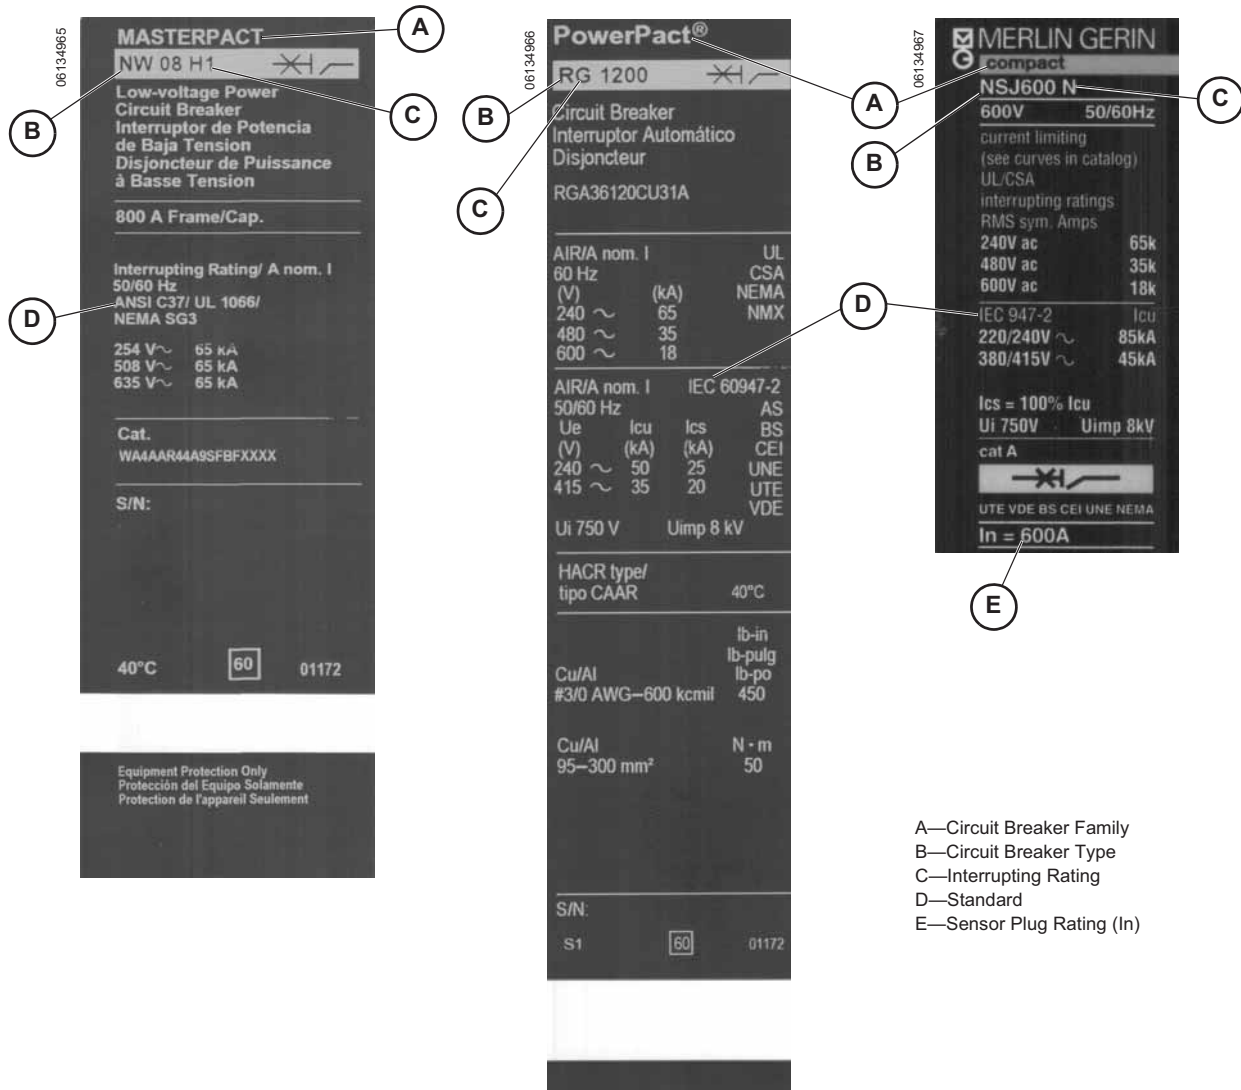 06134965
MASTERPACT
A
NW 08 H1
B
C
Low-voltage Power
Circuit Breaker
Interruptor de Potencia
de Baja Tension
Disjoncteur de Puissance
à Basse Tension
800 A Frame/Cap.
Interrupting Rating/ A nom. I
50/60 Hz
ANSI C37/ UL 1066/
NEMA SG3
D
254 V~ 65 kA
508 V~ 65 kA
635 V~ 65 kA
Cat.
WA4AAR44A9SFBFXXXX
S/N:
40°C 60 01172
Equipment Protection Only
Protección del Equipo Solamente
Protection de l'appareil Seulement
06134966
PowerPact®
A
RG 1200
B
C
Circuit Breaker
Interruptor Automático
Disjoncteur
RGA36120CU31A
AIR/A nom. I UL
60 Hz CSA
(V) (kA) NEMA
240 ~ 65 NMX
480 ~ 35
600 ~ 18
D
AIR/A nom. I IEC 60947-2
50/60 Hz AS
Ue Icu Ics BS
(V) (kA) (kA) CEI
240 ~ 50 25 UNE
415 ~ 35 20 UTE
VDE
Ui 750 V Uimp 8 kV
HACR type/
tipo CAAR 40°C
lb-in
lb-pulg
Cu/Al lb-po
#3/0 AWG–600 kcmil 450
Cu/Al N · m
95–300 mm² 50
S/N:
S1 60 01172
06134967
MERLIN GERIN
compact
NSJ600 N
C
B
600V 50/60Hz
current limiting
(see curves in catalog)
UL/CSA
interrupting ratings
RMS sym. Amps
240V ac 65k
480V ac 35k
600V ac 18k
IEC 947-2 Icu
220/240V ~ 85kA
380/415V ~ 45kA
Ics = 100% Icu
Ui 750V Uimp 8kV
cat A
UTE VDE BS CEI UNE NEMA
In = 600A
E
A—Circuit Breaker Family
B—Circuit Breaker Type
C—Interrupting Rating
D—Standard
E—Sensor Plug Rating (In)